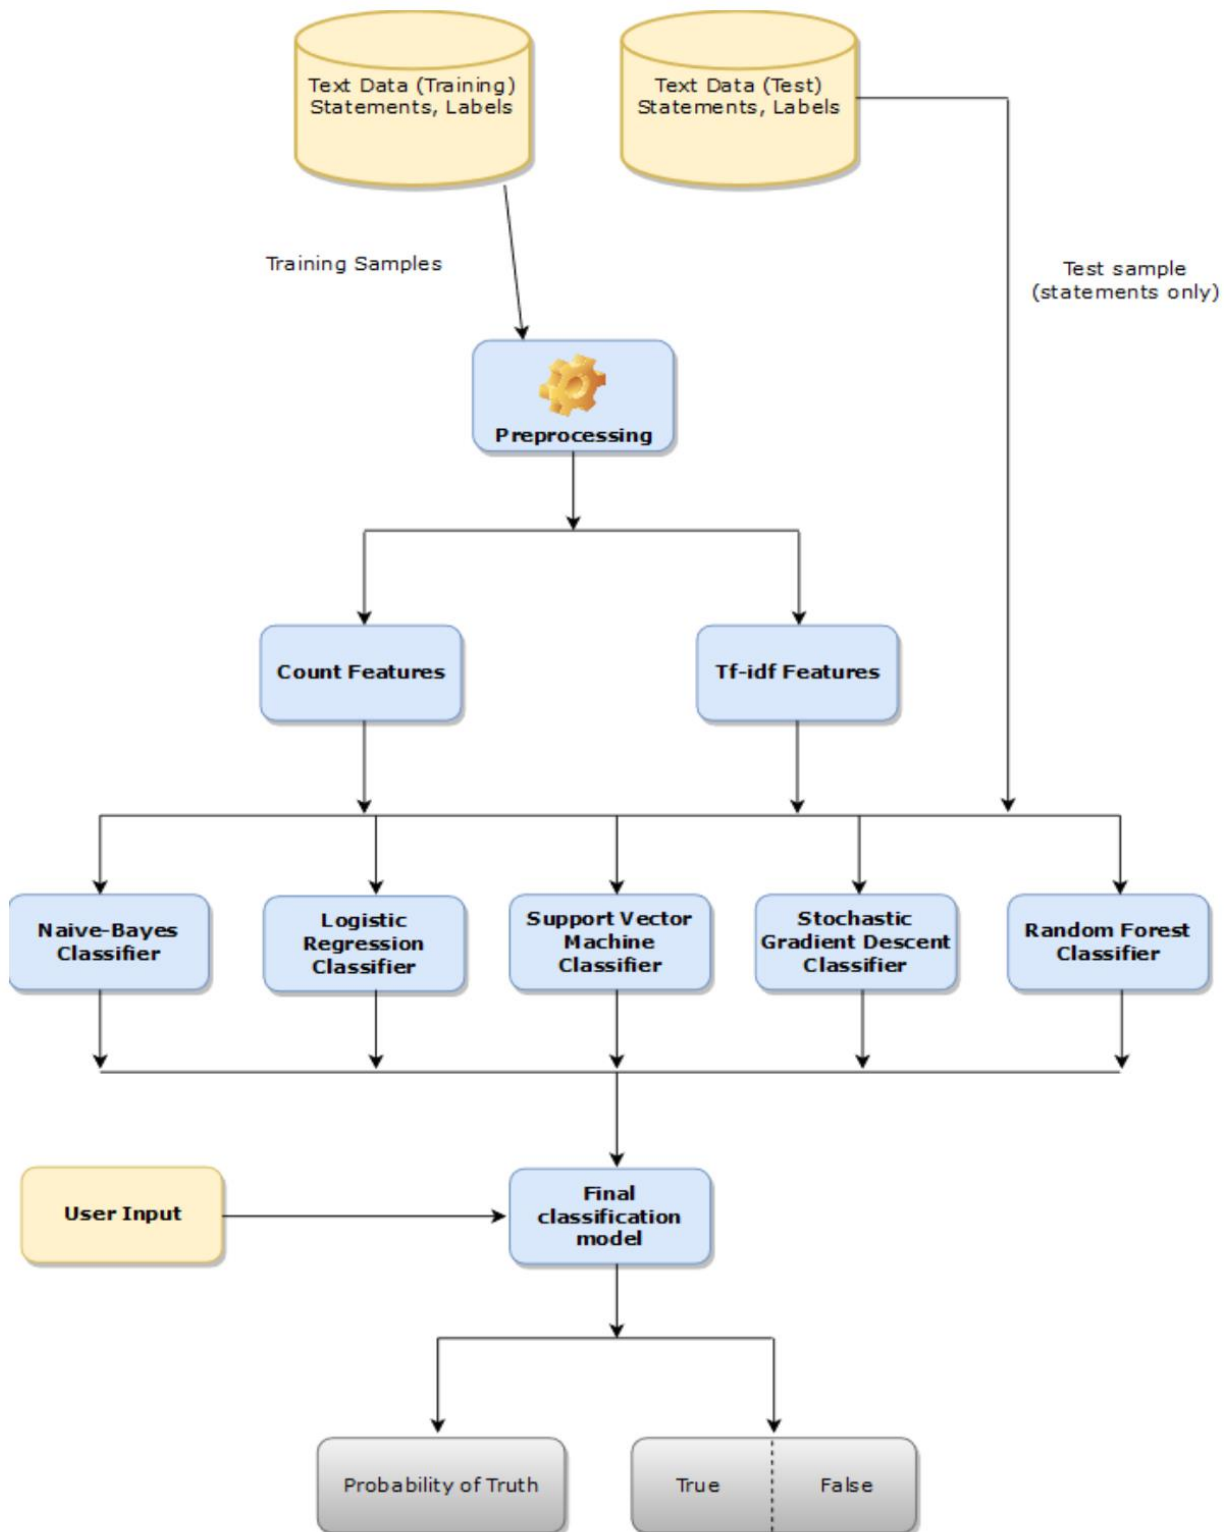 Text Data (Training)
Statements, Labels
Text Data (Test)
Statements, Labels
Training Samples
Test sample
(statements only)
Preprocessing
Count Features
Tf-idf Features
Naive-Bayes
Classifier
Logistic
Regression
Classifier
Support Vector
Machine
Classifier
Stochastic
Gradient Descent
Classifier
Random Forest
Classifier
User Input
Final
classification
model
Probability of Truth
True
False